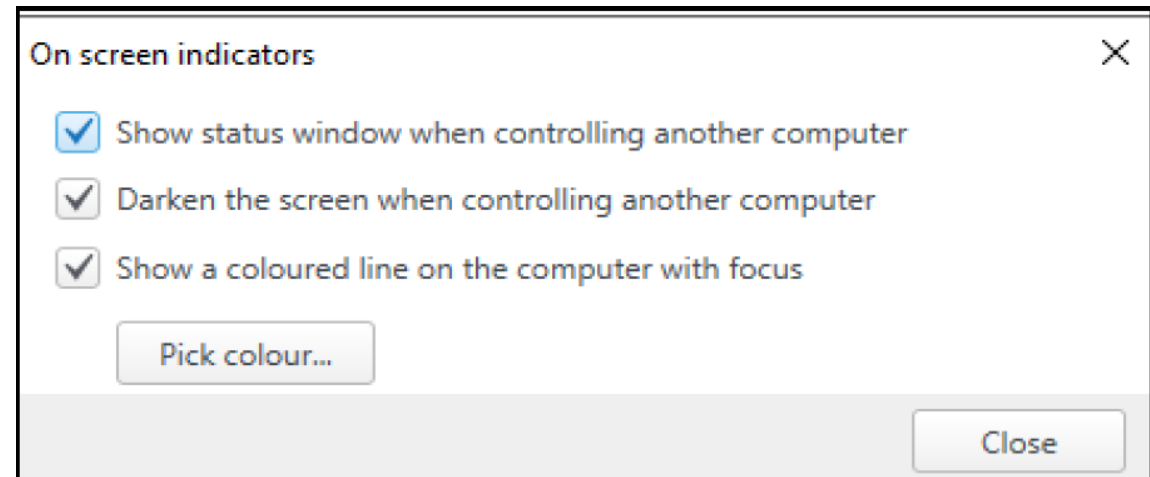 On screen indicators
Show status window when controlling another computer
Darken the screen when controlling another computer
Show a coloured line on the computer with focus
Pick colour...
Close